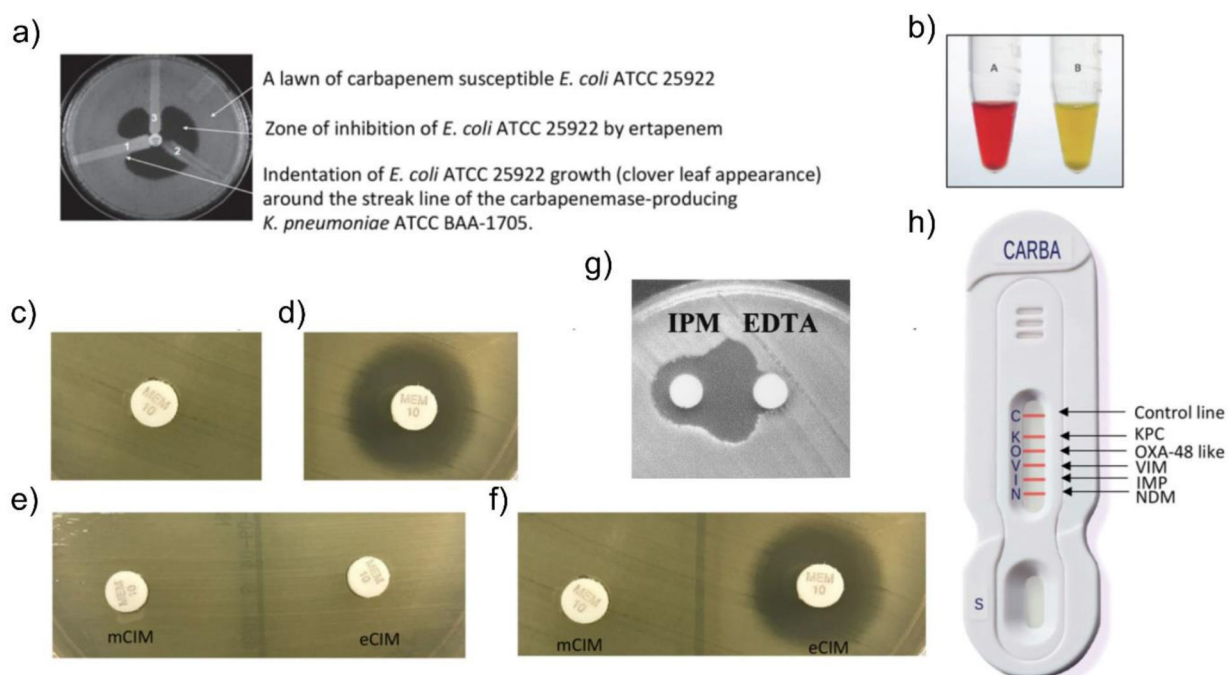 a)
A lawn of carbapenem susceptible E. coli ATCC 25922
Zone of inhibition of E. coli ATCC 25922 by ertapenem
Indentation of E. coli ATCC 25922 growth (clover leaf appearance)
around the streak line of the carbapenemase-producing
K. pneumoniae ATCC BAA-1705.
3
1
2
b)
A
B
c)
MEM
10
d)
MEM
10
g)
IPM EDTA
e)
MEM
10
mCIM
MEM
10
eCIM
f)
MEM
10
mCIM
MEM
10
eCIM
h)
CARBA
C
K
O
V
I
N
S
Control line
KPC
OXA-48 like
VIM
IMP
NDM